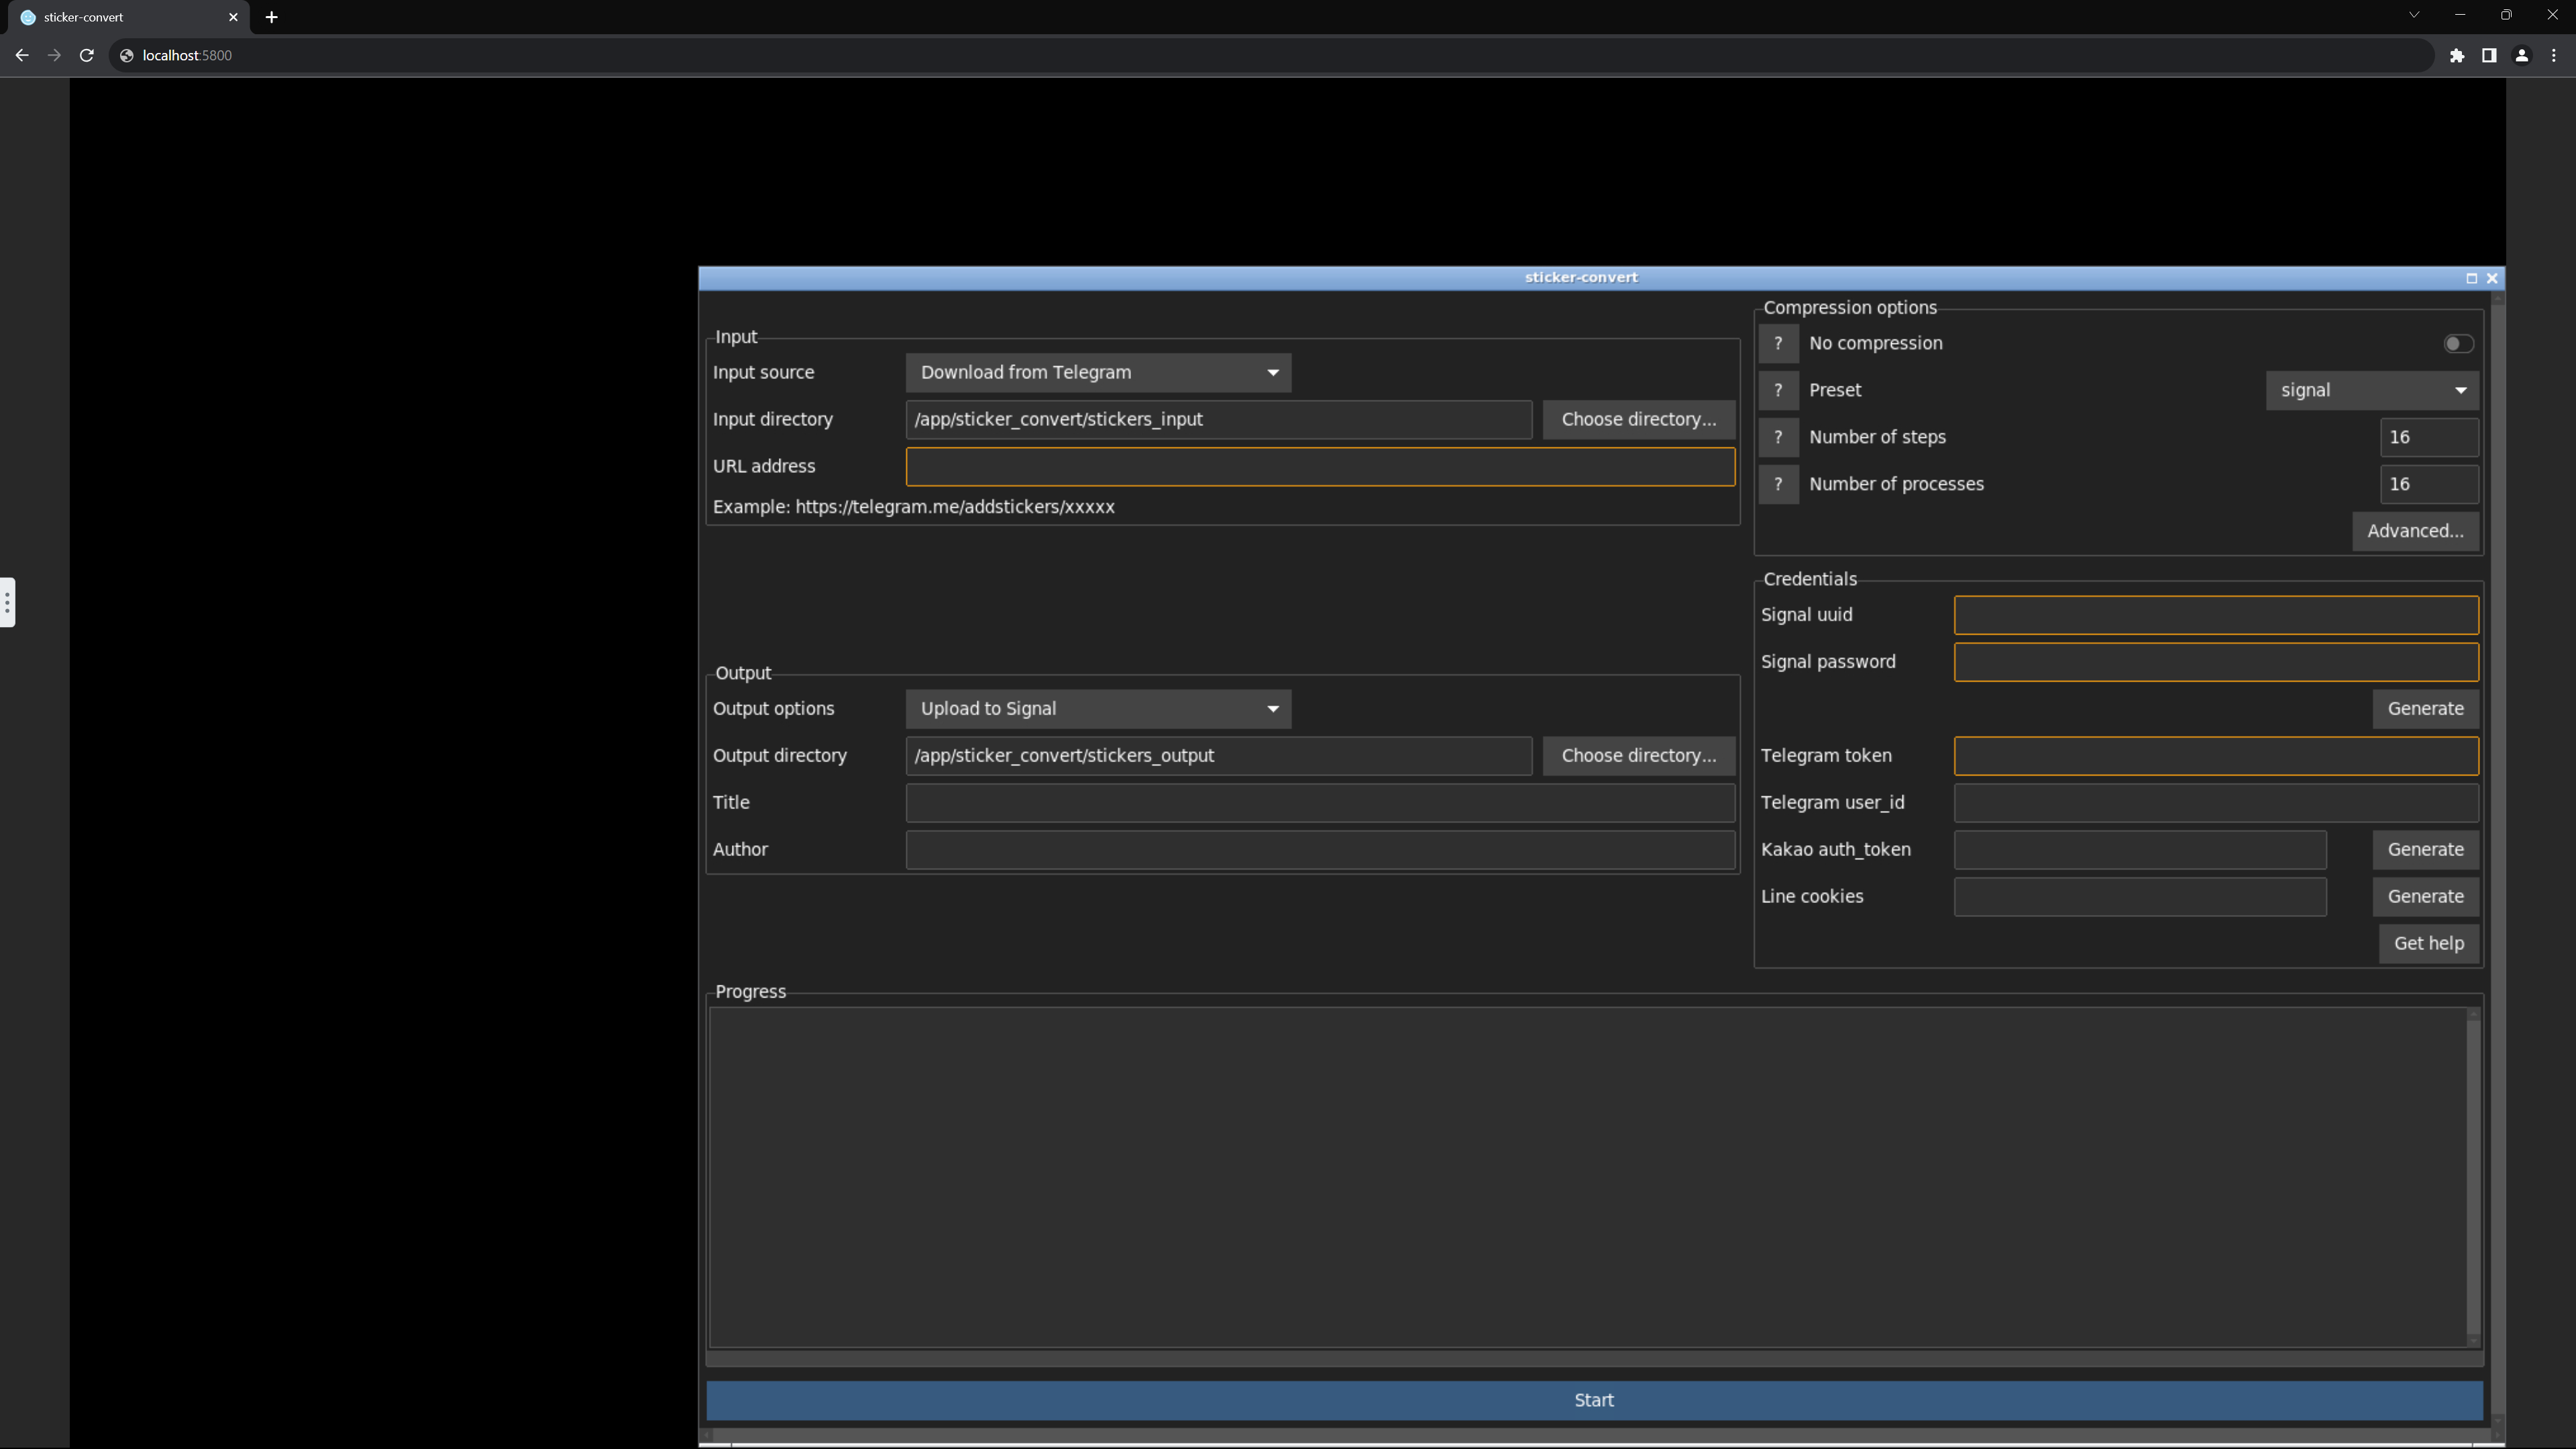 sticker-convert
localhost:5800
sticker-convert
Input
Input source Download from Telegram
Input directory /app/sticker_convert/stickers_input Choose directory...
URL address
Example: https://telegram.me/addstickers/xxxxx
Output
Output options Upload to Signal
Output directory /app/sticker_convert/stickers_output Choose directory...
Title
Author
Compression options
? No compression
? Preset signal
? Number of steps 16
? Number of processes 16
Advanced...
Credentials
Signal uuid
Signal password
Generate
Telegram token
Telegram user_id
Kakao auth_token Generate
Line cookies Generate
Get help
Progress
Start